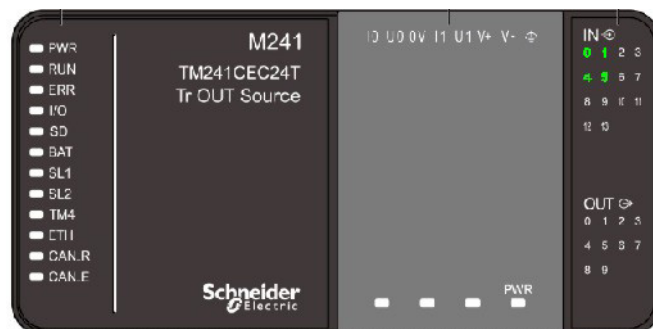 PWR
RUN
ERR
I/O
SD
BAT
SL1
SL2
TM4
ETH
CAN.R
CAN.E
M241
TM241CEC24T
Tr OUT Source
Schneider
Electric
I0 U0 0V I1 U1 V+ V-
PWR
IN
0 1 2 3
4 5 6 7
8 9 10 11
12 13
OUT
0 1 2 3
4 5 6 7
8 9